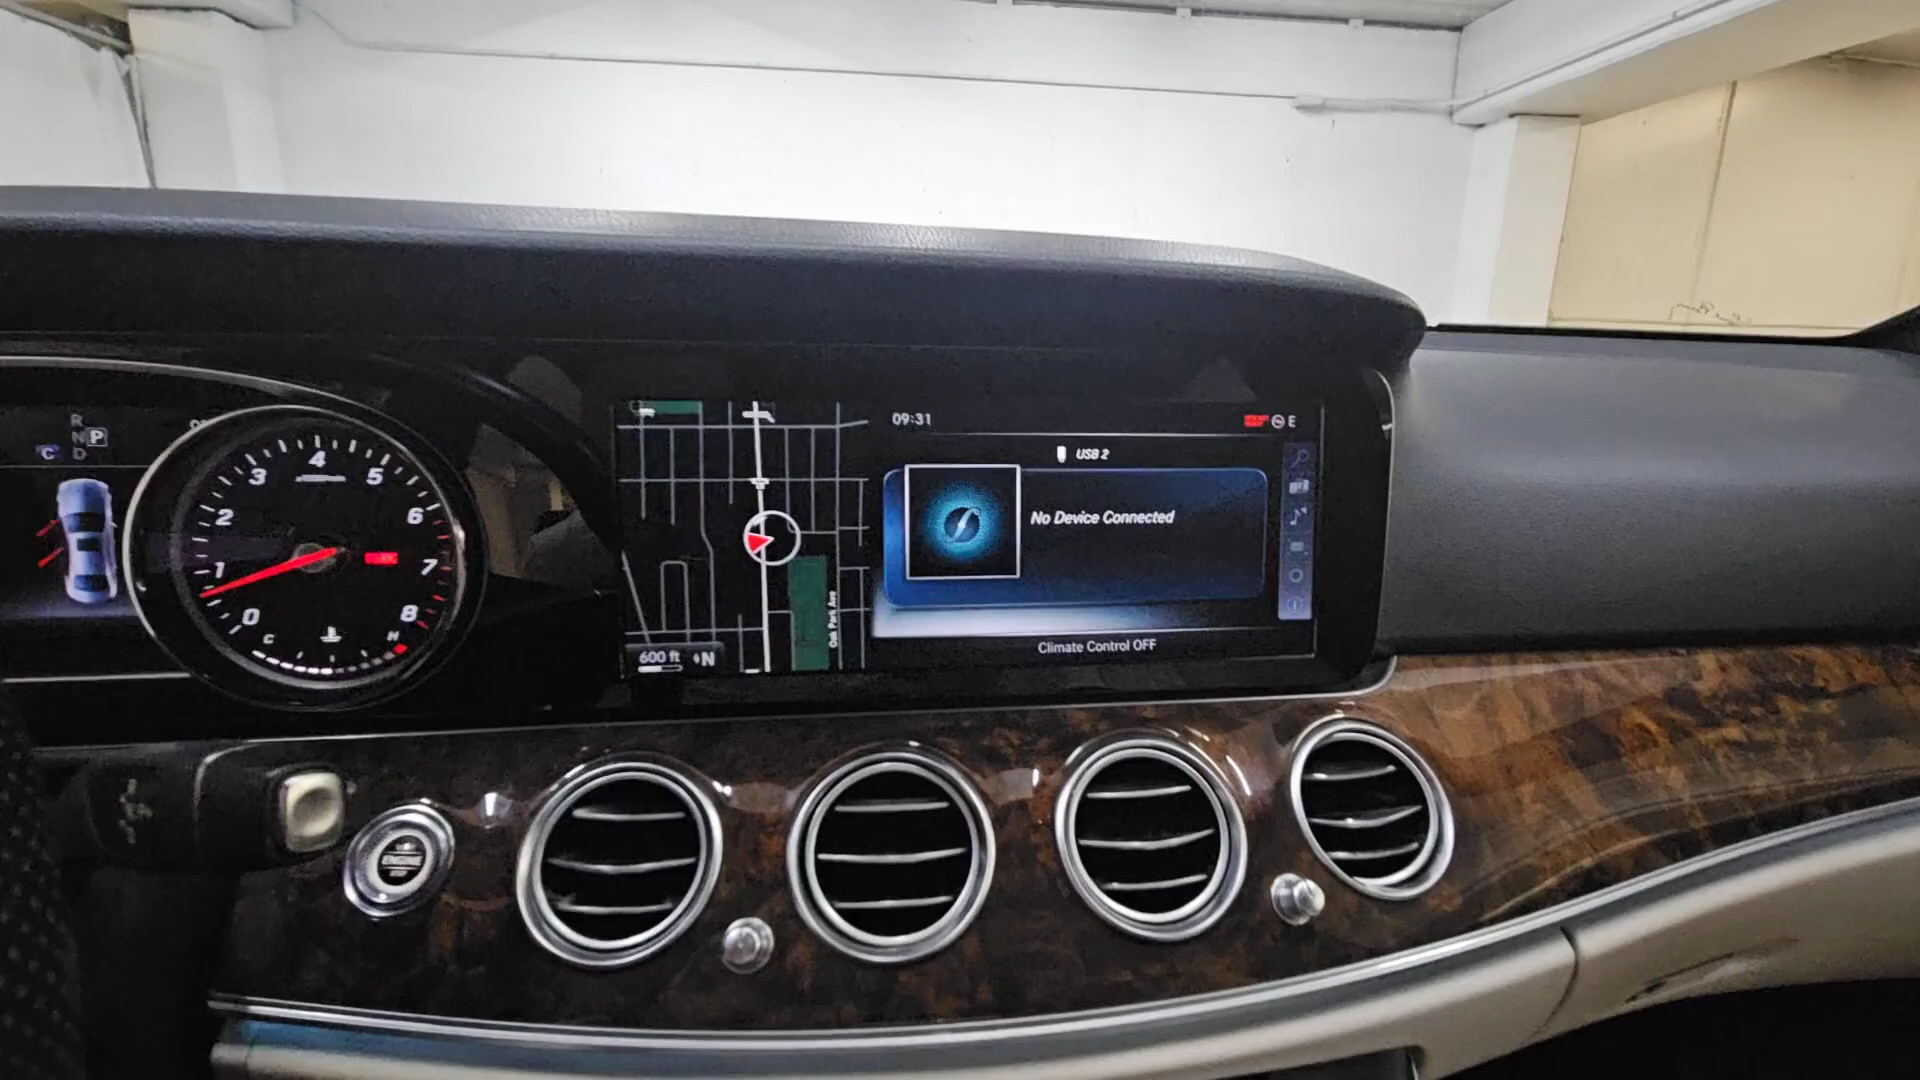 R
N P
D
C
0
1
2
3
4
5
6
7
8
C
H
ENGINE
STOP
600 ft
N
Oak Park Ave
09:31
E
USB 2
No Device Connected
Climate Control OFF